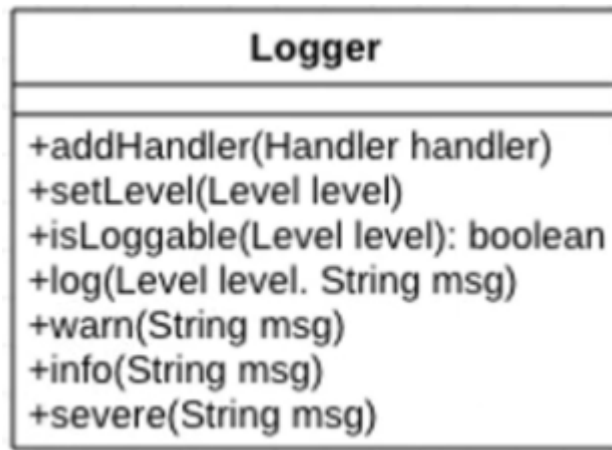 Logger
+addHandler(Handler handler)
+setLevel(Level level)
+isLoggable(Level level): boolean
+log(Level level. String msg)
+warn(String msg)
+info(String msg)
+severe(String msg)